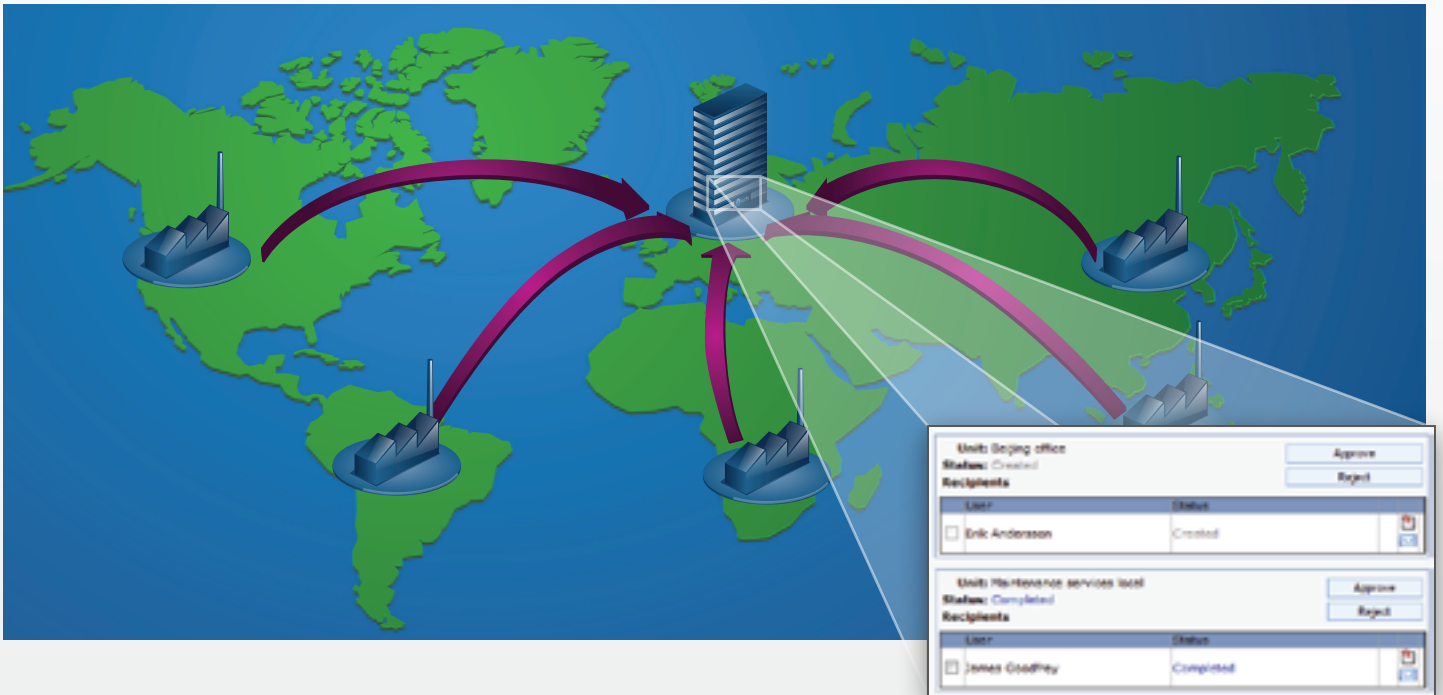 Unit: Beijing office
Approve
Status: Created
Reject
Recipients
User Status
Erik Andersson Created
Unit: Maintenance services local
Approve
Status: Completed
Reject
Recipients
User Status
James Goodfrey Completed